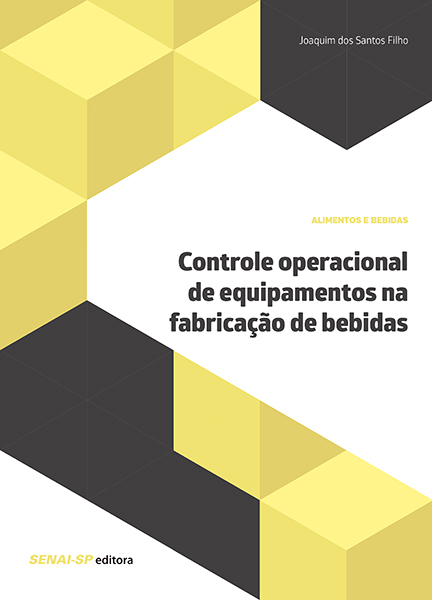 Joaquim dos Santos Filho
ALIMENTOS E BEBIDAS
Controle operacional
de equipamentos na
fabricação de bebidas
SENAI-SP editora